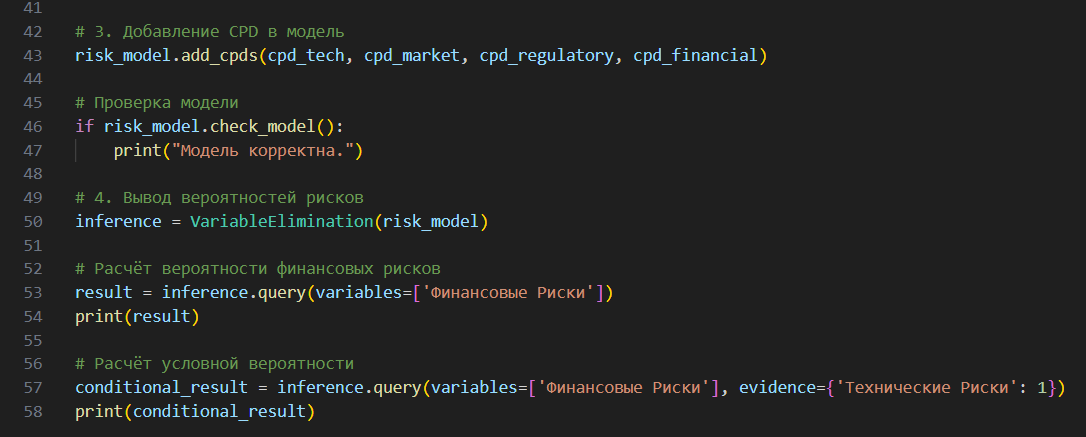 41
42 # 3. Добавление CPD в модель
43 risk_model.add_cpds(cpd_tech, cpd_market, cpd_regulatory, cpd_financial)
44
45 # Проверка модели
46 if risk_model.check_model():
47     print("Модель корректна.")
48
49 # 4. Вывод вероятностей рисков
50 inference = VariableElimination(risk_model)
51
52 # Расчёт вероятности финансовых рисков
53 result = inference.query(variables=['Финансовые Риски'])
54 print(result)
55
56 # Расчёт условной вероятности
57 conditional_result = inference.query(variables=['Финансовые Риски'], evidence={'Технические Риски': 1})
58 print(conditional_result)